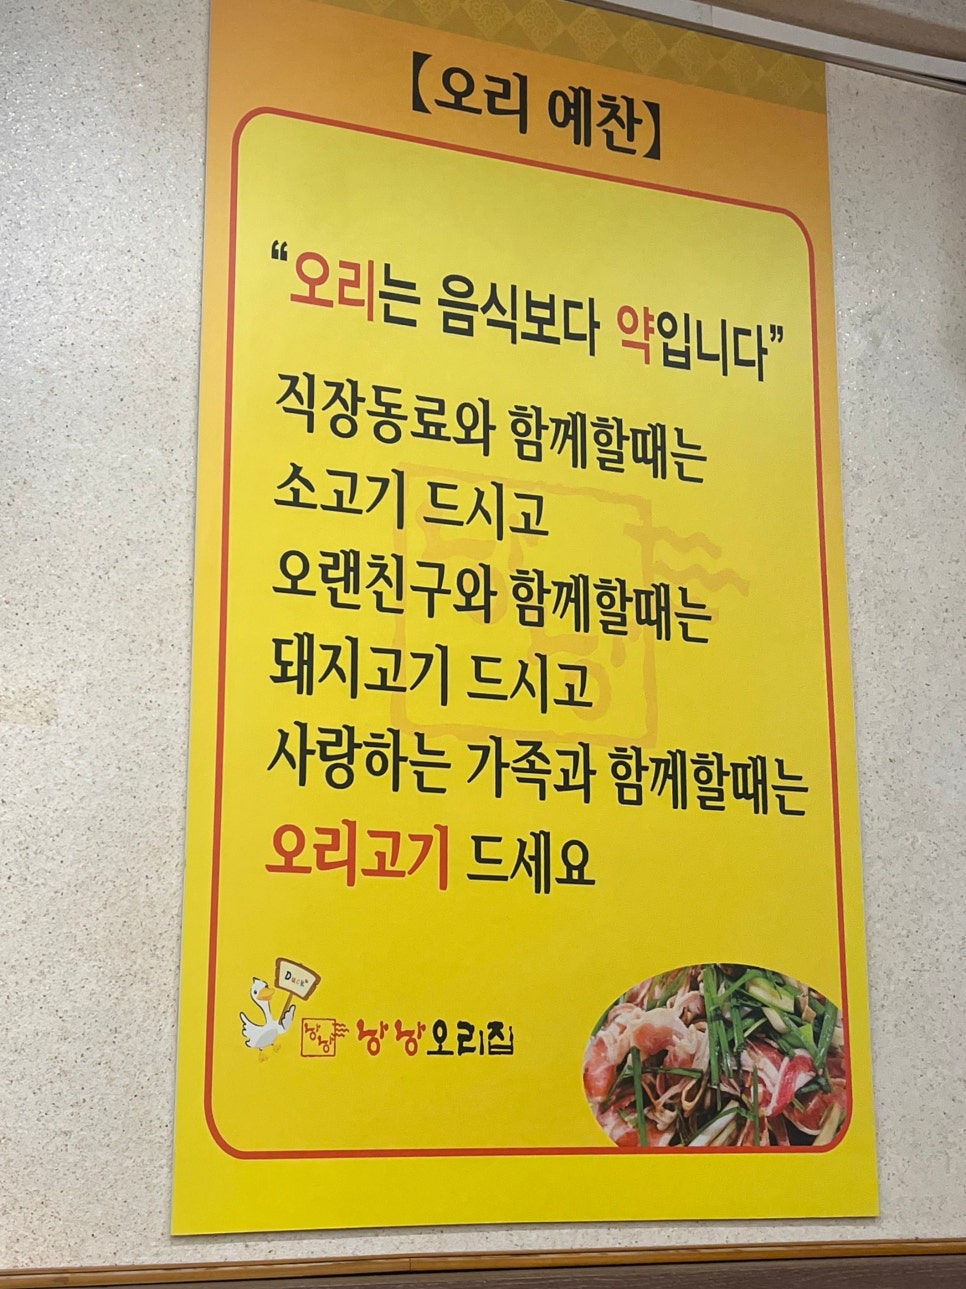 【오리 예찬】
“오리는 음식보다 약입니다”
직장동료와 함께할때는
소고기 드시고
오랜친구와 함께할때는
돼지고기 드시고
사랑하는 가족과 함께할때는
오리고기 드세요
Duck
냥냥오리집